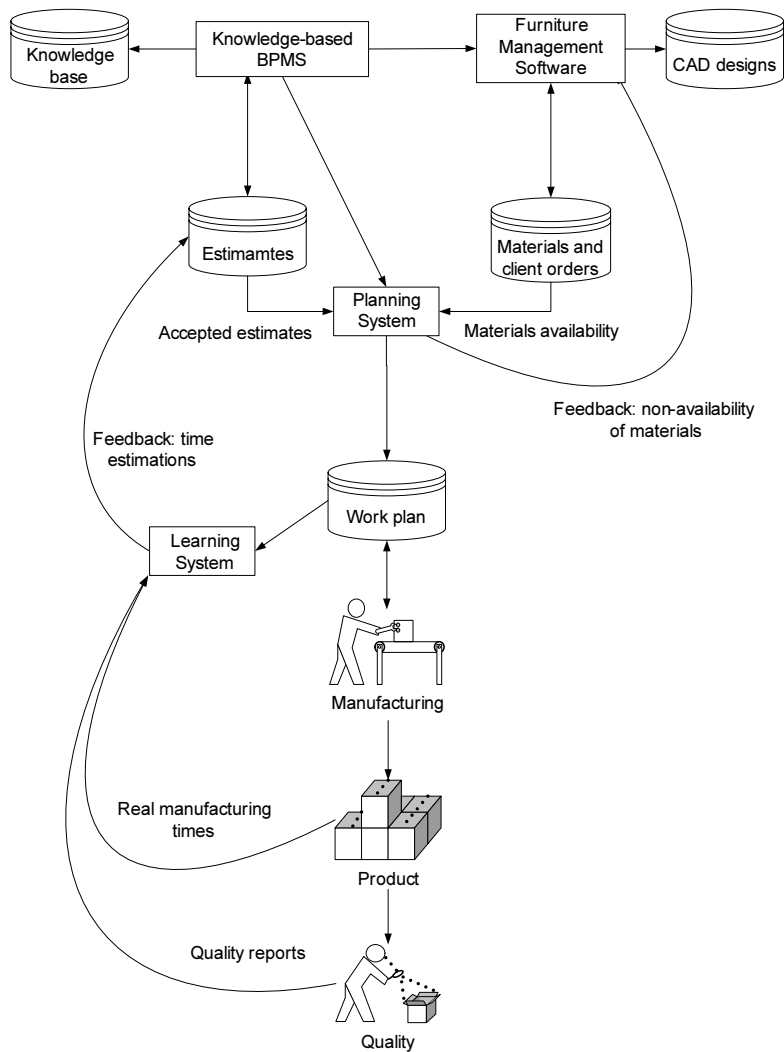 Knowledge
base
Knowledge-based
BPMS
Furniture
Management
Software
CAD designs
Estimamtes
Materials and
client orders
Planning
System
Accepted estimates
Materials availability
Feedback: non-availability
of materials
Feedback: time
estimations
Work plan
Learning
System
Manufacturing
Real manufacturing
times
Product
Quality reports
Quality